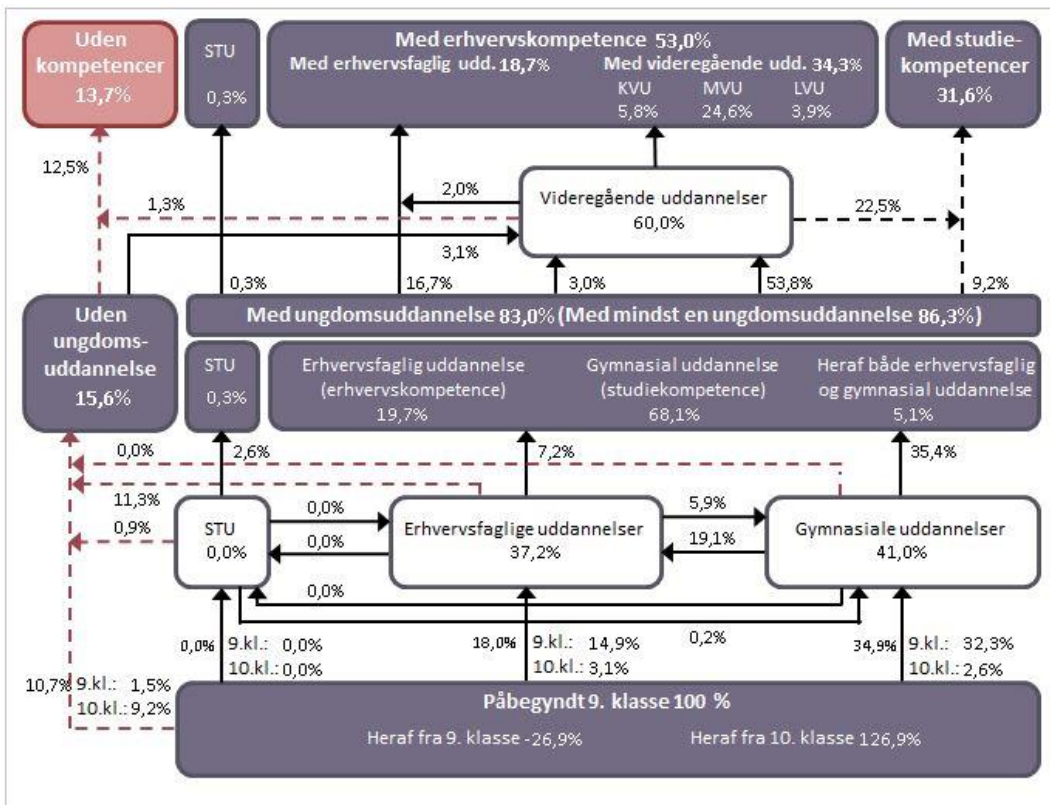 Uden
kompetencer
13,7%
STU
0,3%
Med erhvervskompetence 53,0%
Med erhvervsfaglig udd. 18,7%
Med videregående udd. 34,3%
KVU MVU LVU
5,8% 24,6% 3,9%
Med studie-
kompetencer
31,6%
12,5%
1,3%
2,0%
Videregående uddannelser
60,0%
22,5%
3,1%
0,3%
16,7%
3,0%
53,8%
9,2%
Uden
ungdoms-
uddannelse
15,6%
Med ungdomsuddannelse 83,0% (Med mindst en ungdomsuddannelse 86,3%)
STU
0,3%
Erhvervsfaglig uddannelse
(erhvervskompetence)
19,7%
Gymnasial uddannelse
(studiekompetence)
68,1%
Heraf både erhvervsfaglig
og gymnasial uddannelse
5,1%
0,0%
2,6%
7,2%
35,4%
11,3%
0,9%
STU
0,0%
0,0%
0,0%
Erhvervsfaglige uddannelser
37,2%
5,9%
19,1%
Gymnasiale uddannelser
41,0%
0,0%
0,2%
0,0%
9.kl.: 0,0%
10.kl.: 0,0%
18,0%
9.kl.: 14,9%
10.kl.: 3,1%
34,9%
9.kl.: 32,3%
10.kl.: 2,6%
10,7%
9.kl.: 1,5%
10.kl.: 9,2%
Påbegyndt 9. klasse 100 %
Heraf fra 9. klasse -26,9%
Heraf fra 10. klasse 126,9%